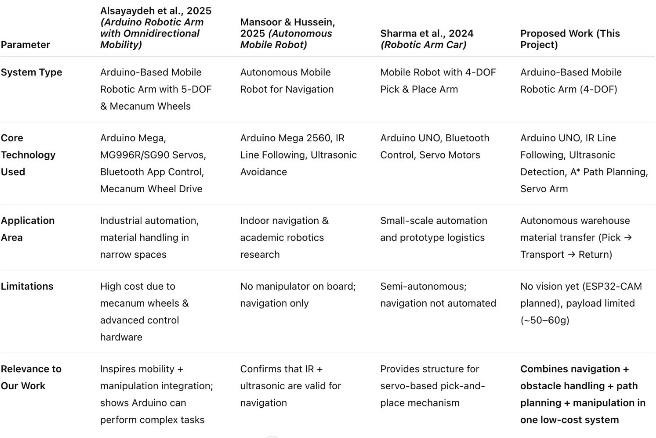 Parameter
Alsayaydeh et al., 2025
(Arduino Robotic Arm
with Omnidirectional
Mobility)
Mansoor & Hussein,
2025 (Autonomous
Mobile Robot)
Sharma et al., 2024
(Robotic Arm Car)
Proposed Work (This
Project)
System Type
Arduino-Based Mobile
Robotic Arm with 5-DOF
& Mecanum Wheels
Autonomous Mobile
Robot for Navigation
Mobile Robot with 4-DOF
Pick & Place Arm
Arduino-Based Mobile
Robotic Arm (4-DOF)
Core
Technology
Used
Arduino Mega,
MG996R/SG90 Servos,
Bluetooth App Control,
Mecanum Wheel Drive
Arduino Mega 2560, IR
Line Following, Ultrasonic
Avoidance
Arduino UNO, Bluetooth
Control, Servo Motors
Arduino UNO, IR Line
Following, Ultrasonic
Detection, A* Path Planning,
Servo Arm
Application
Area
Industrial automation,
material handling in
narrow spaces
Indoor navigation &
academic robotics
research
Small-scale automation
and prototype logistics
Autonomous warehouse
material transfer (Pick →
Transport → Return)
Limitations
High cost due to
mecanum wheels &
advanced control
hardware
No manipulator on board;
navigation only
Semi-autonomous;
navigation not automated
No vision yet (ESP32-CAM
planned), payload limited
(~50–60g)
Relevance to
Our Work
Inspires mobility +
manipulation integration;
shows Arduino can
perform complex tasks
Confirms that IR +
ultrasonic are valid for
navigation
Provides structure for
servo-based pick-and-
place mechanism
Combines navigation +
obstacle handling + path
planning + manipulation in
one low-cost system